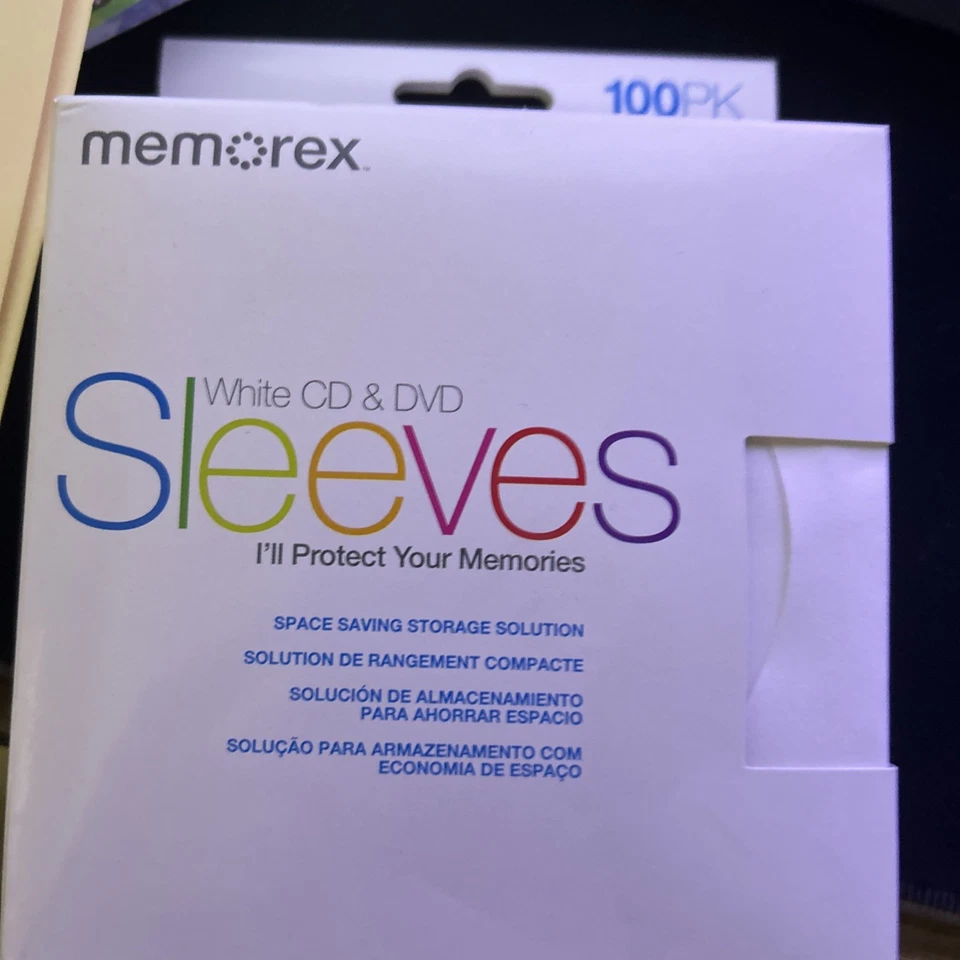 100PK
memorex™
White CD & DVD
Sleeves
I'll Protect Your Memories
SPACE SAVING STORAGE SOLUTION
SOLUTION DE RANGEMENT COMPACTE
SOLUCIÓN DE ALMACENAMIENTO
PARA AHORRAR ESPACIO
SOLUÇÃO PARA ARMAZENAMENTO COM
ECONOMIA DE ESPAÇO